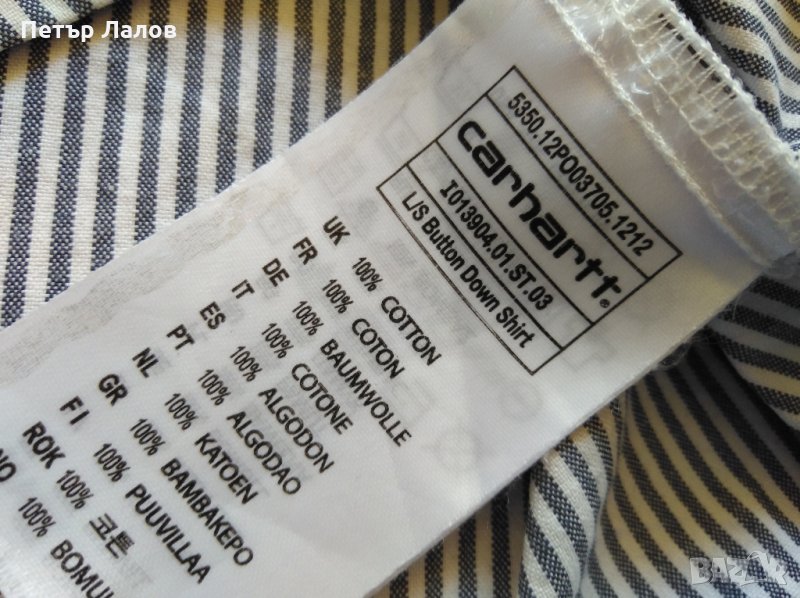 Петър Лалов
5350.12PO03705.1212
carhartt®
I013904.01.ST.03
L/S Button Down Shirt
UK 100% COTTON
FR 100% COTON
DE 100% BAUMWOLLE
IT 100% COTONE
ES 100% ALGODON
PT 100% ALGODAO
NL 100% KATOEN
GR 100% BAMBAKEPO
FI 100% PUUVILLAA
ROK 100% 코튼
NO 100% BOMU
BAZAR